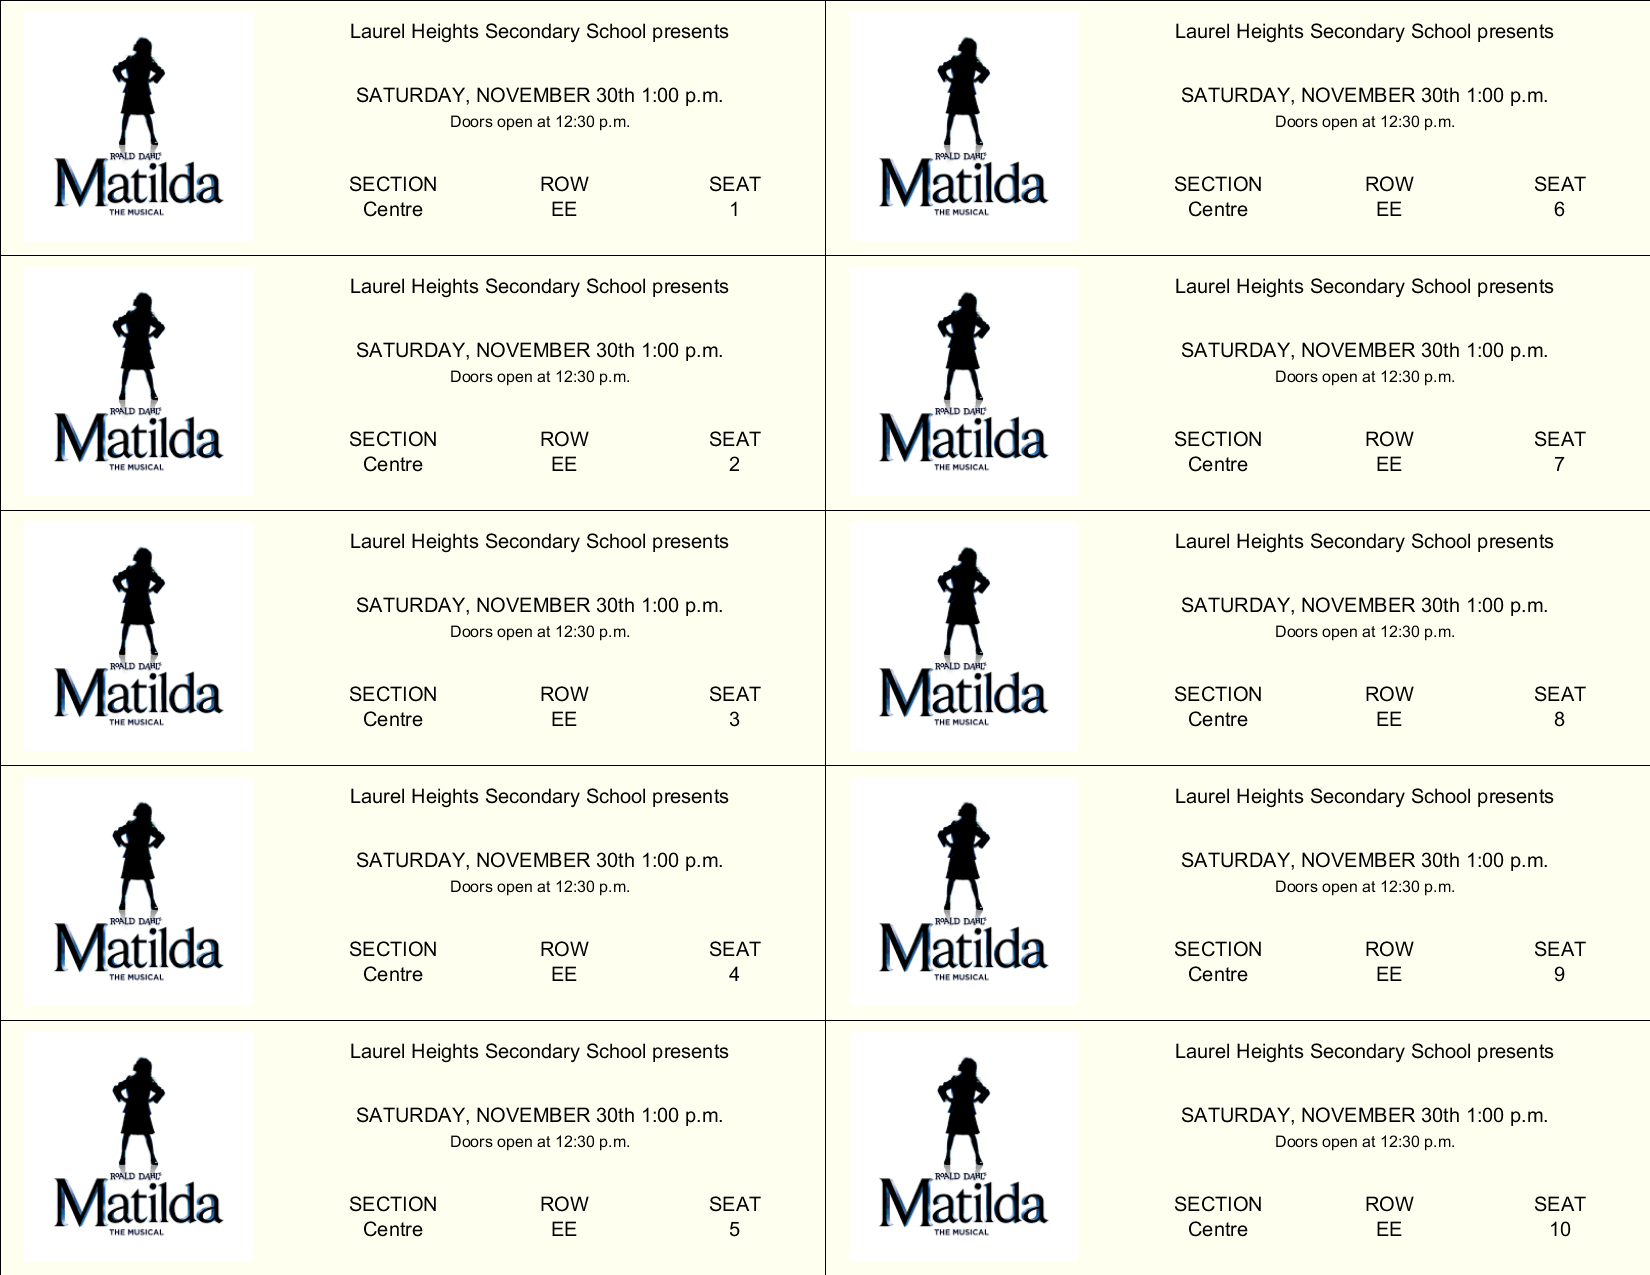 Laurel Heights Secondary School presents
SATURDAY, NOVEMBER 30th 1:00 p.m.
Doors open at 12:30 p.m.
ROALD DAHL'S
Matilda
THE MUSICAL
SECTION ROW SEAT
Centre EE 1
Laurel Heights Secondary School presents
SATURDAY, NOVEMBER 30th 1:00 p.m.
Doors open at 12:30 p.m.
ROALD DAHL'S
Matilda
THE MUSICAL
SECTION ROW SEAT
Centre EE 6
Laurel Heights Secondary School presents
SATURDAY, NOVEMBER 30th 1:00 p.m.
Doors open at 12:30 p.m.
ROALD DAHL'S
Matilda
THE MUSICAL
SECTION ROW SEAT
Centre EE 2
Laurel Heights Secondary School presents
SATURDAY, NOVEMBER 30th 1:00 p.m.
Doors open at 12:30 p.m.
ROALD DAHL'S
Matilda
THE MUSICAL
SECTION ROW SEAT
Centre EE 7
Laurel Heights Secondary School presents
SATURDAY, NOVEMBER 30th 1:00 p.m.
Doors open at 12:30 p.m.
ROALD DAHL'S
Matilda
THE MUSICAL
SECTION ROW SEAT
Centre EE 3
Laurel Heights Secondary School presents
SATURDAY, NOVEMBER 30th 1:00 p.m.
Doors open at 12:30 p.m.
ROALD DAHL'S
Matilda
THE MUSICAL
SECTION ROW SEAT
Centre EE 8
Laurel Heights Secondary School presents
SATURDAY, NOVEMBER 30th 1:00 p.m.
Doors open at 12:30 p.m.
ROALD DAHL'S
Matilda
THE MUSICAL
SECTION ROW SEAT
Centre EE 4
Laurel Heights Secondary School presents
SATURDAY, NOVEMBER 30th 1:00 p.m.
Doors open at 12:30 p.m.
ROALD DAHL'S
Matilda
THE MUSICAL
SECTION ROW SEAT
Centre EE 9
Laurel Heights Secondary School presents
SATURDAY, NOVEMBER 30th 1:00 p.m.
Doors open at 12:30 p.m.
ROALD DAHL'S
Matilda
THE MUSICAL
SECTION ROW SEAT
Centre EE 5
Laurel Heights Secondary School presents
SATURDAY, NOVEMBER 30th 1:00 p.m.
Doors open at 12:30 p.m.
ROALD DAHL'S
Matilda
THE MUSICAL
SECTION ROW SEAT
Centre EE 10